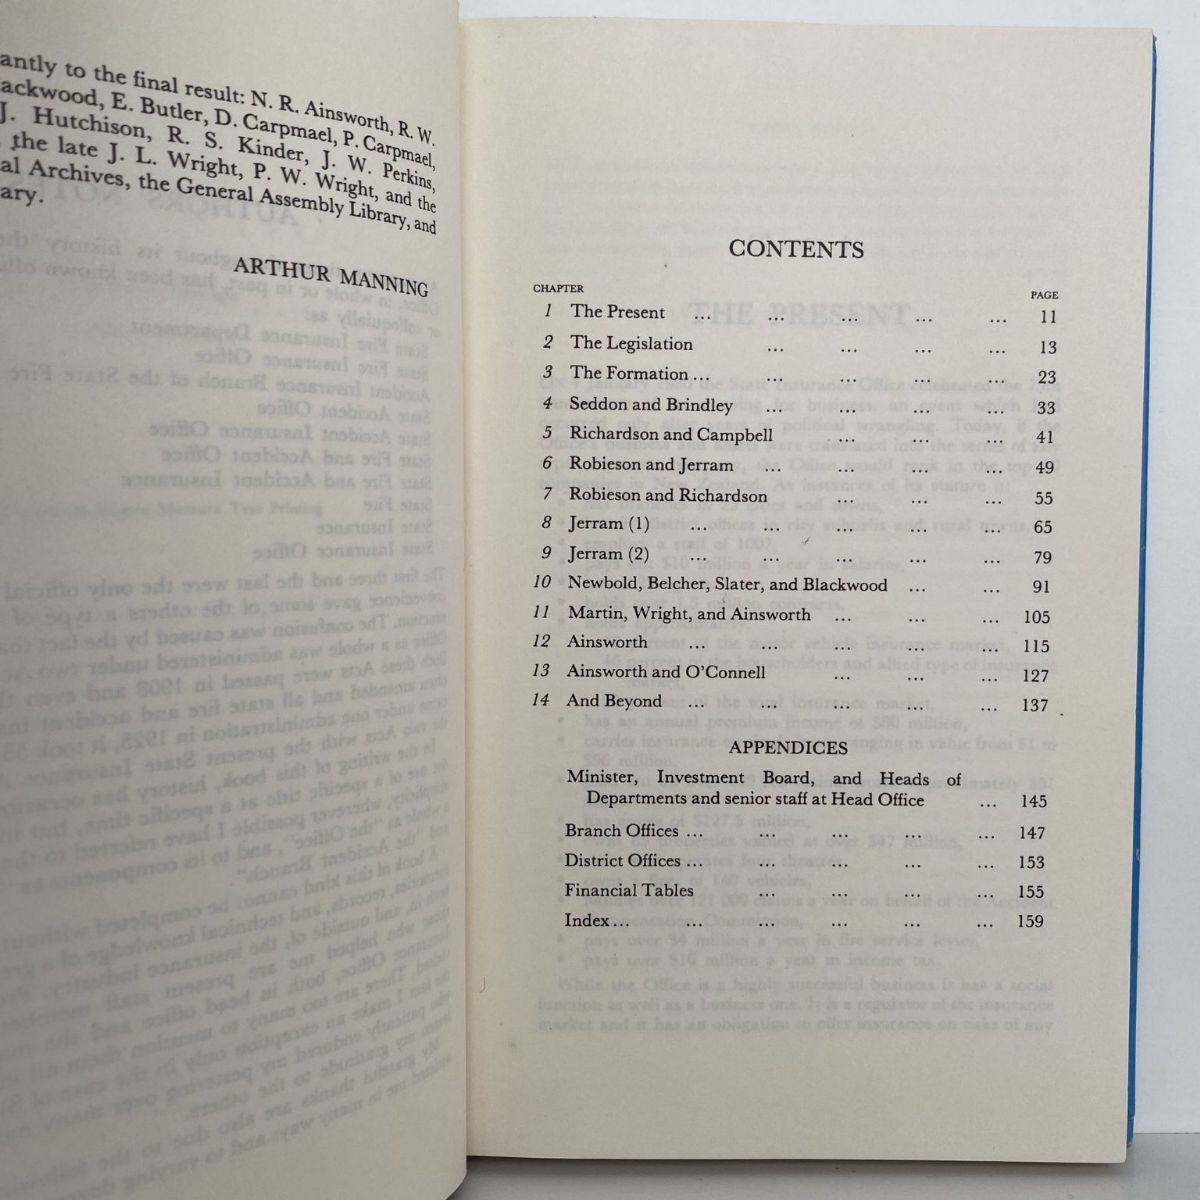 antly to the final result: N. R. Ainsworth, R. W.
ackwood, E. Butler, D. Carpmael, P. Carpmael,
J. Hutchison, R. S. Kinder, J. W. Perkins,
the late J. L. Wright, P. W. Wright, and the
al Archives, the General Assembly Library, and
ary.
ARTHUR MANNING
CONTENTS
CHAPTER PAGE
1 The Present ... ... ... ... ... 11
2 The Legislation ... ... ... ... 13
3 The Formation ... ... ... ... ... 23
4 Seddon and Brindley ... ... ... ... 33
5 Richardson and Campbell ... ... ... 41
6 Robieson and Jerram ... ... ... ... 49
7 Robieson and Richardson ... ... ... 55
8 Jerram (1) ... ... ... ... ... 65
9 Jerram (2) ... ... ... ... ... 79
10 Newbold, Belcher, Slater, and Blackwood ... ... 91
11 Martin, Wright, and Ainsworth ... ... ... 105
12 Ainsworth ... ... ... ... ... 115
13 Ainsworth and O'Connell ... ... ... 127
14 And Beyond ... ... ... ... ... 137
APPENDICES
Minister, Investment Board, and Heads of
Departments and senior staff at Head Office ... 145
Branch Offices ... ... ... ... ... 147
District Offices ... ... ... ... ... 153
Financial Tables ... ... ... ... 155
Index ... ... ... ... ... ... 159